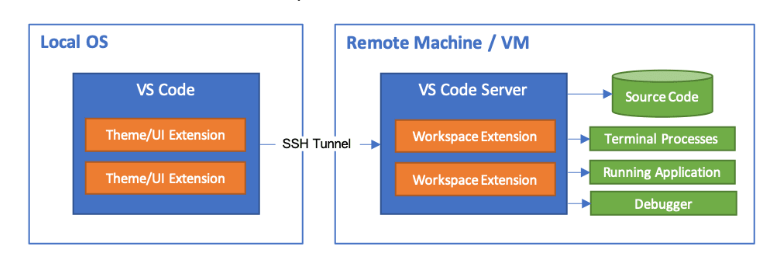 Local OS
VS Code
Theme/UI Extension
Theme/UI Extension
SSH Tunnel
Remote Machine / VM
VS Code Server
Workspace Extension
Workspace Extension
Source Code
Terminal Processes
Running Application
Debugger